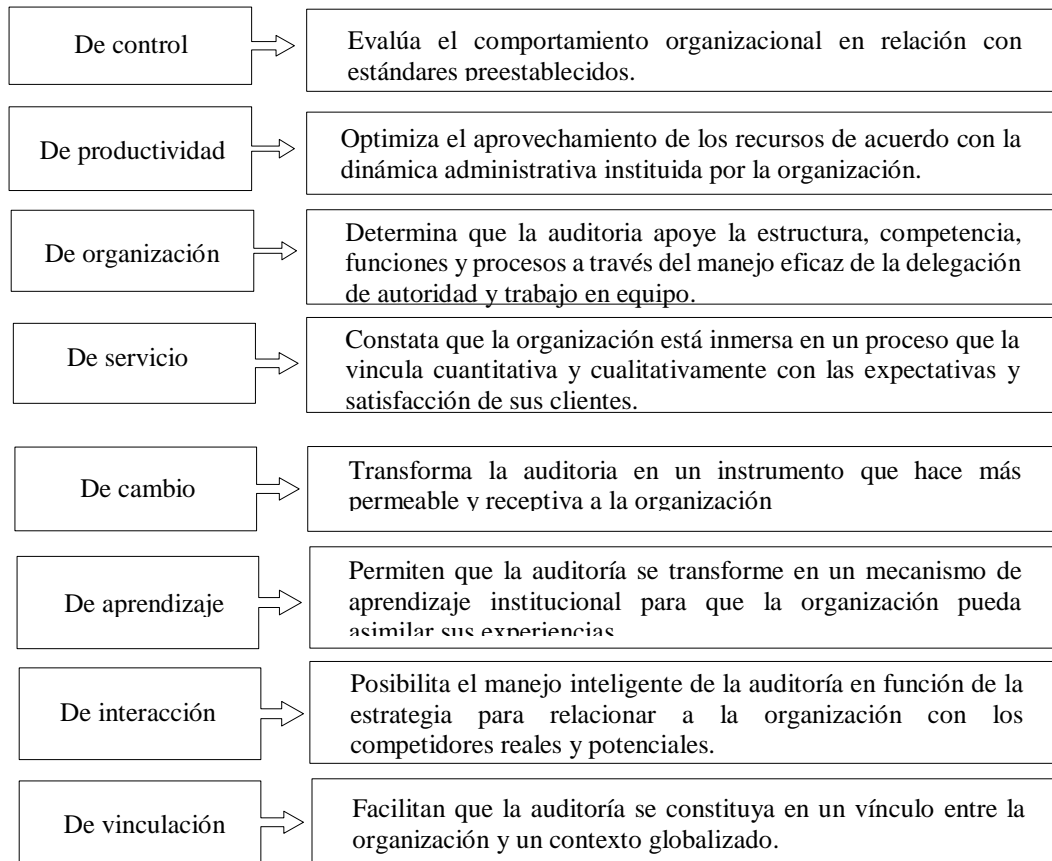 De control
Evalúa el comportamiento organizacional en relación con
estándares preestablecidos.
De productividad
Optimiza el aprovechamiento de los recursos de acuerdo con la
dinámica administrativa instituida por la organización.
De organización
Determina que la auditoria apoye la estructura, competencia,
funciones y procesos a través del manejo eficaz de la delegación
de autoridad y trabajo en equipo.
De servicio
Constata que la organización está inmersa en un proceso que la
vincula cuantitativa y cualitativamente con las expectativas y
satisfacción de sus clientes.
De cambio
Transforma la auditoria en un instrumento que hace más
permeable y receptiva a la organización
De aprendizaje
Permiten que la auditoría se transforme en un mecanismo de
aprendizaje institucional para que la organización pueda
asimilar sus experiencias
De interacción
Posibilita el manejo inteligente de la auditoría en función de la
estrategia para relacionar a la organización con los
competidores reales y potenciales.
De vinculación
Facilitan que la auditoría se constituya en un vínculo entre la
organización y un contexto globalizado.